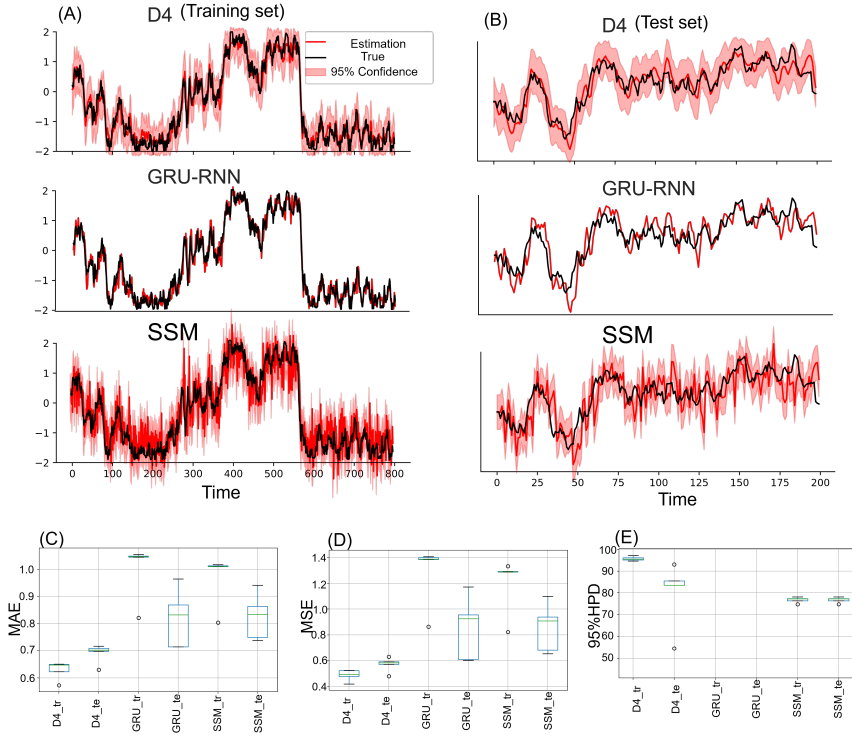 (A)
D4 (Training set)
Estimation
True
95% Confidence
2
1
0
−1
−2
GRU-RNN
2
1
0
−1
−2
SSM
2
1
0
−1
−2
0 100 200 300 400 500 600 700 800
Time
(B)
D4 (Test set)
GRU-RNN
SSM
0 25 50 75 100 125 150 175 200
Time
(C)
MAE
1.0
0.9
0.8
0.7
0.6
D4_tr D4_te GRU_tr GRU_te SSM_tr SSM_te
(D)
MSE
1.4
1.2
1.0
0.8
0.6
0.4
D4_tr D4_te GRU_tr GRU_te SSM_tr SSM_te
(E)
95%HPD
100
90
80
70
60
50
D4_tr D4_te GRU_tr GRU_te SSM_tr SSM_te